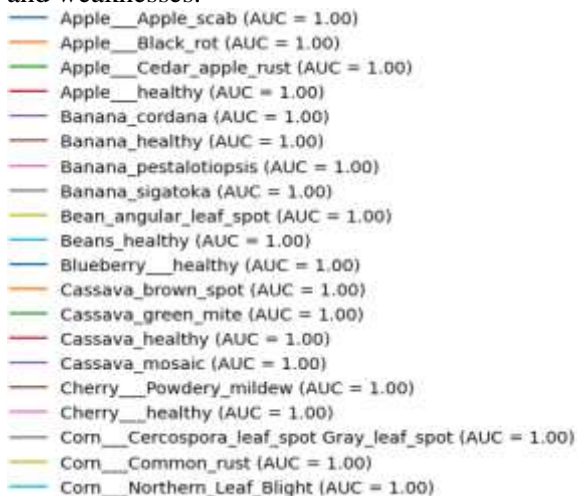 and weaknesses.
Apple___Apple_scab (AUC = 1.00)
Apple___Black_rot (AUC = 1.00)
Apple___Cedar_apple_rust (AUC = 1.00)
Apple___healthy (AUC = 1.00)
Banana_cordana (AUC = 1.00)
Banana_healthy (AUC = 1.00)
Banana_pestalotiopsis (AUC = 1.00)
Banana_sigatoka (AUC = 1.00)
Bean_angular_leaf_spot (AUC = 1.00)
Beans_healthy (AUC = 1.00)
Blueberry___healthy (AUC = 1.00)
Cassava_brown_spot (AUC = 1.00)
Cassava_green_mite (AUC = 1.00)
Cassava_healthy (AUC = 1.00)
Cassava_mosaic (AUC = 1.00)
Cherry___Powdery_mildew (AUC = 1.00)
Cherry___healthy (AUC = 1.00)
Corn___Cercospora_leaf_spot Gray_leaf_spot (AUC = 1.00)
Corn___Common_rust (AUC = 1.00)
Corn___Northern_Leaf_Blight (AUC = 1.00)